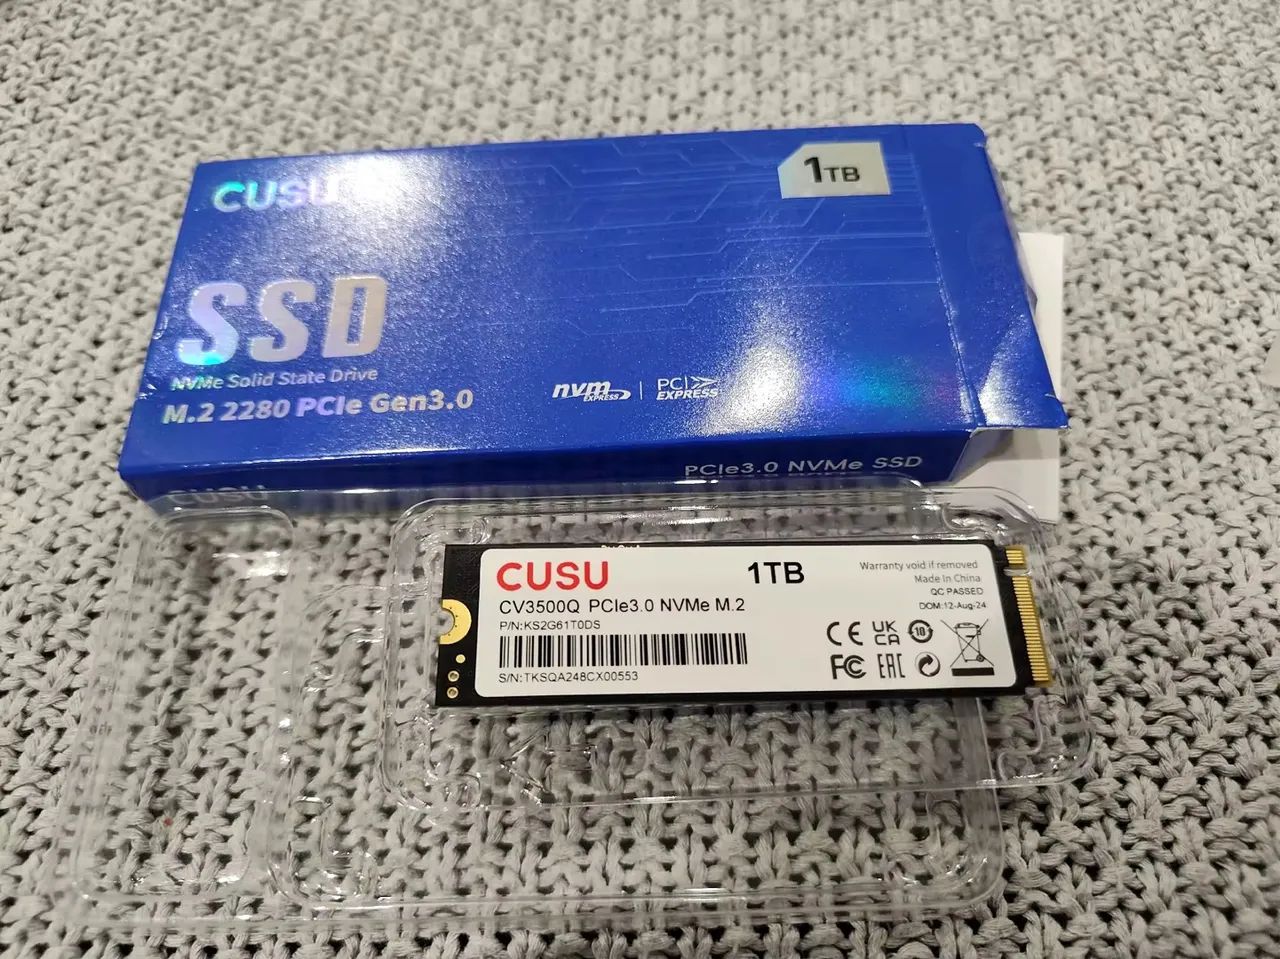 CUSU
1TB
SSD
NVMe Solid State Drive
M.2 2280 PCIe Gen3.0
nvm EXPRESS
PCI EXPRESS
PCIe3.0 NVMe SSD
CUSU
CUSU
1TB
CV3500Q PCIe3.0 NVMe M.2
P/N:KS2G61T0DS
S/N:TKSQA248CX00553
Warranty void if removed
Made In China
QC PASSED
DOM:12-Aug-24
CE UK CA 10
FC EAC